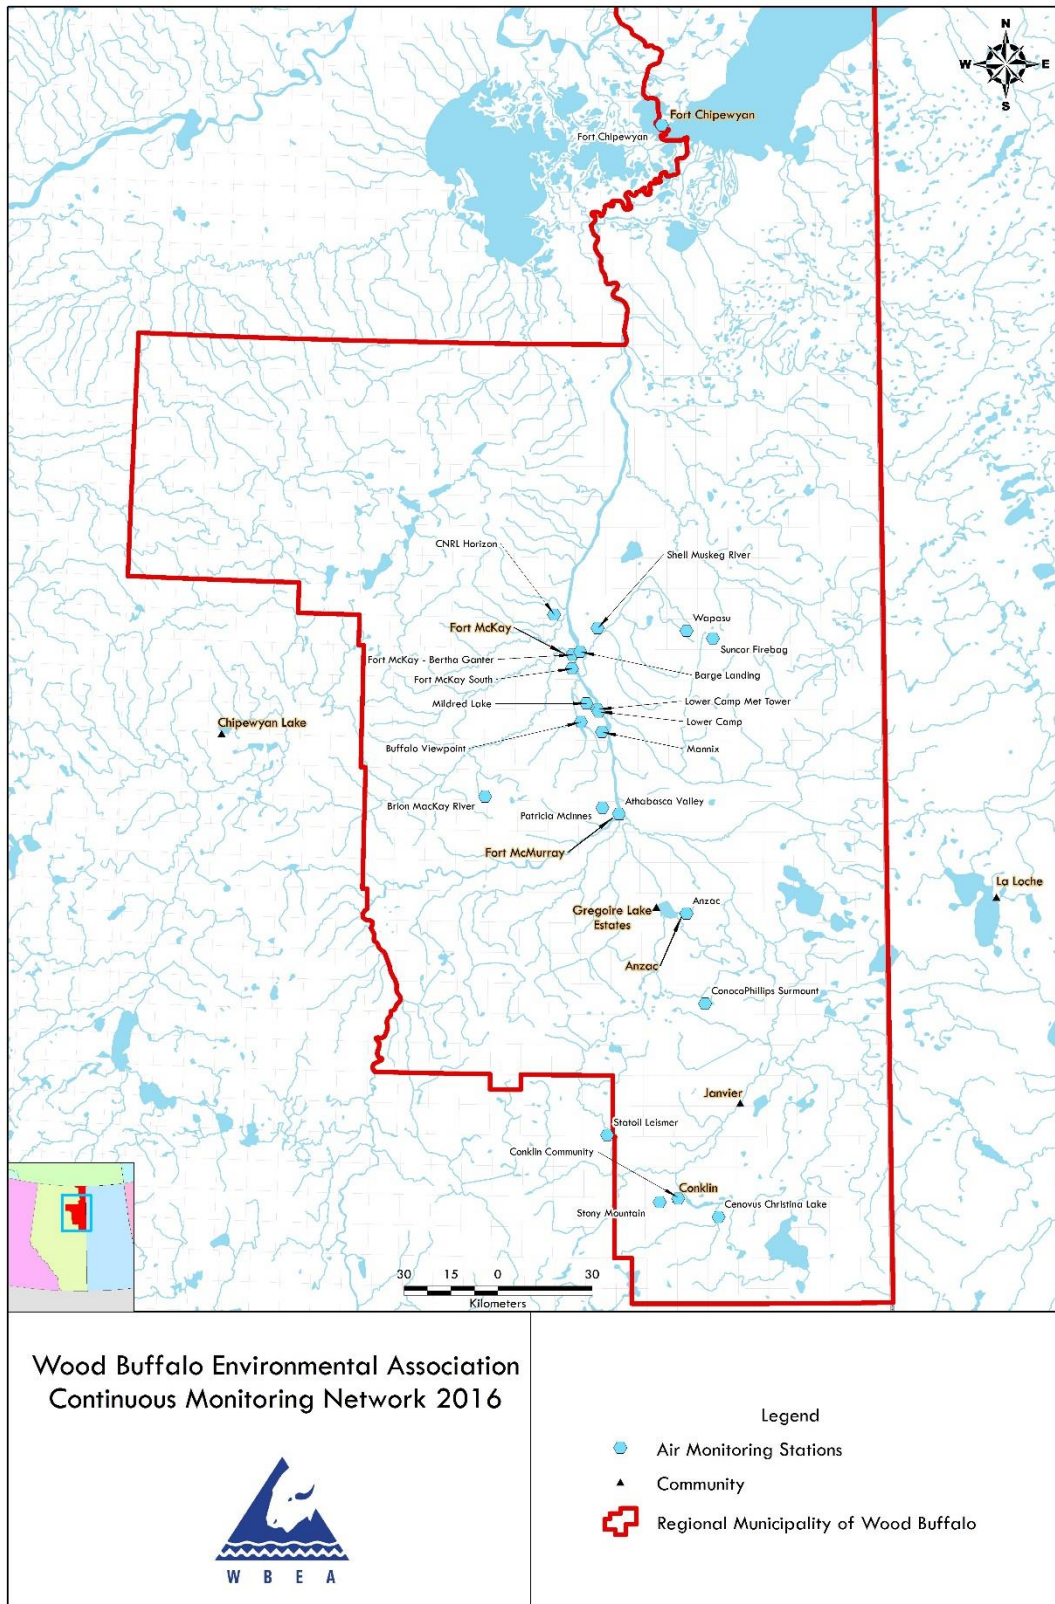 N
W E
S
Fort Chipewyan
Fort Chipewyan
CNRL Horizon
Shell Muskeg River
Fort McKay
Wapasu
Suncor Firebag
Fort McKay - Bertha Ganter
Barge Landing
Fort McKay South
Mildred Lake
Lower Camp Met Tower
Lower Camp
Chipewyan Lake
Buffalo Viewpoint
Mannix
Brion MacKay River
Athabasca Valley
Patricia McInnes
Fort McMurray
La Loche
Gregoire Lake
Estates
Anzac
Anzac
ConocoPhillips Surmount
Janvier
Statoil Leismer
Conklin Community
Conklin
Stony Mountain
Cenovus Christina Lake
30 15 0 30
Kilometers
Wood Buffalo Environmental Association
Continuous Monitoring Network 2016
W B E A
Legend
Air Monitoring Stations
Community
Regional Municipality of Wood Buffalo